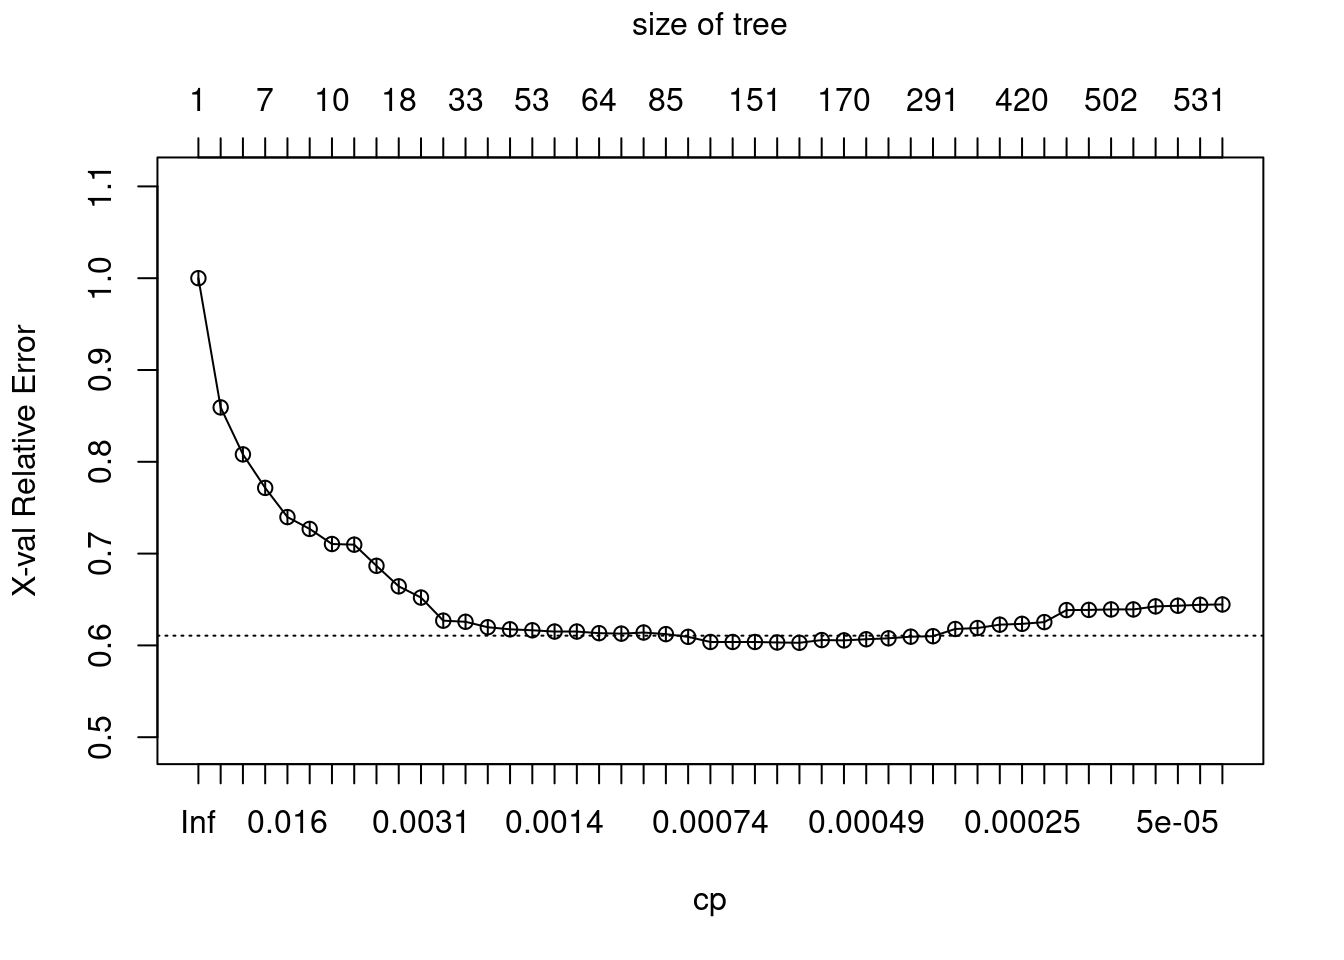 size of tree
1 7 10 18 33 53 64 85 151 170 291 420 502 531
X-val Relative Error
1.1
1.0
0.9
0.8
0.7
0.6
0.5
Inf 0.016 0.0031 0.0014 0.00074 0.00049 0.00025 5e-05
cp